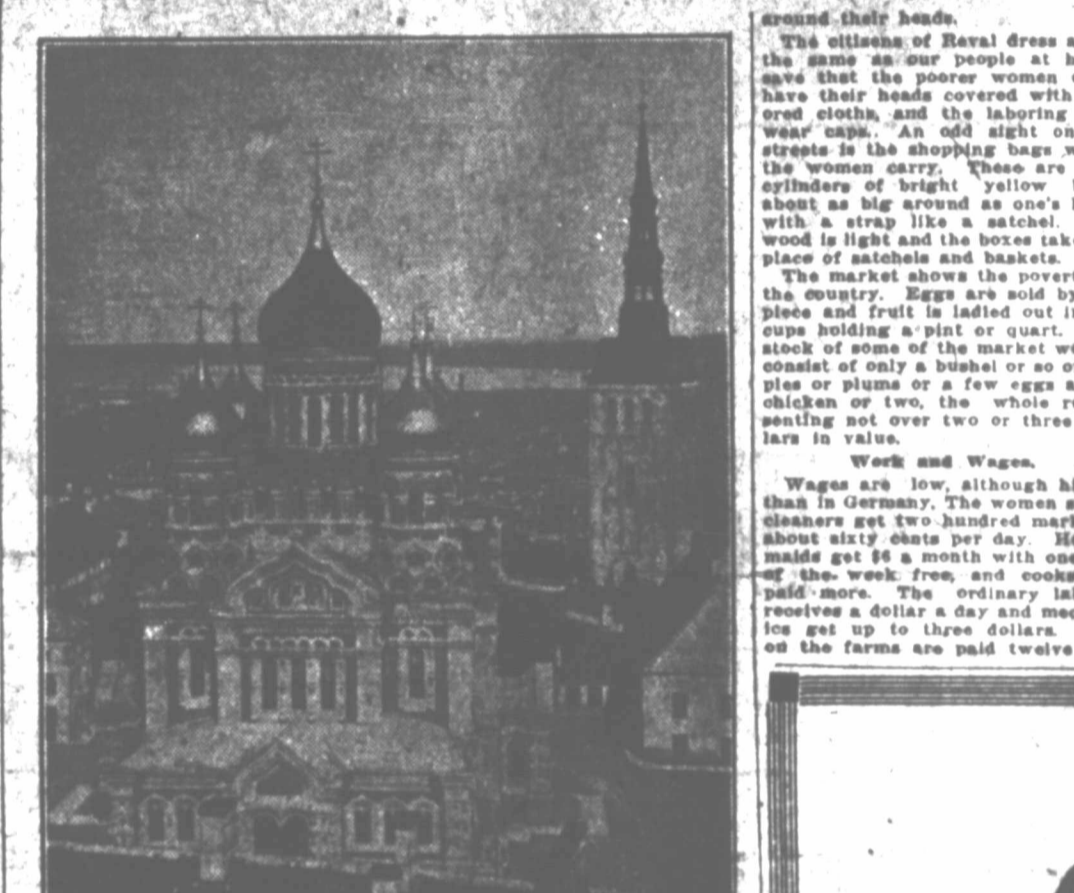 around their heads.
The citizens of Reval dress a
the same as our people at h
save that the poorer women
have their heads covered with
ored cloths, and the laboring
wear caps. An odd sight on
streets is the shopping bags w
the women carry. These are
cylinders of bright yellow
about as big around as one's
with a strap like a satchel.
wood is light and the boxes take
place of satchels and baskets.
The market shows the povert
the country. Eggs are sold by
piece and fruit is ladled out in
cups holding a pint or quart.
stock of some of the market wo
consist of only a bushel or so o
ples or plums or a few eggs a
chicken or two, the whole re
senting not over two or three
lars in value.
Work and Wages.
Wages are low, although hi
than in Germany. The women s
cleaners get two hundred mark
about sixty cents per day. Ho
maids get $6 a month with one
of the week free, and cooks
paid more. The ordinary lab
receives a dollar a day and mec
ics get up to three dollars.
on the farms are paid twelve